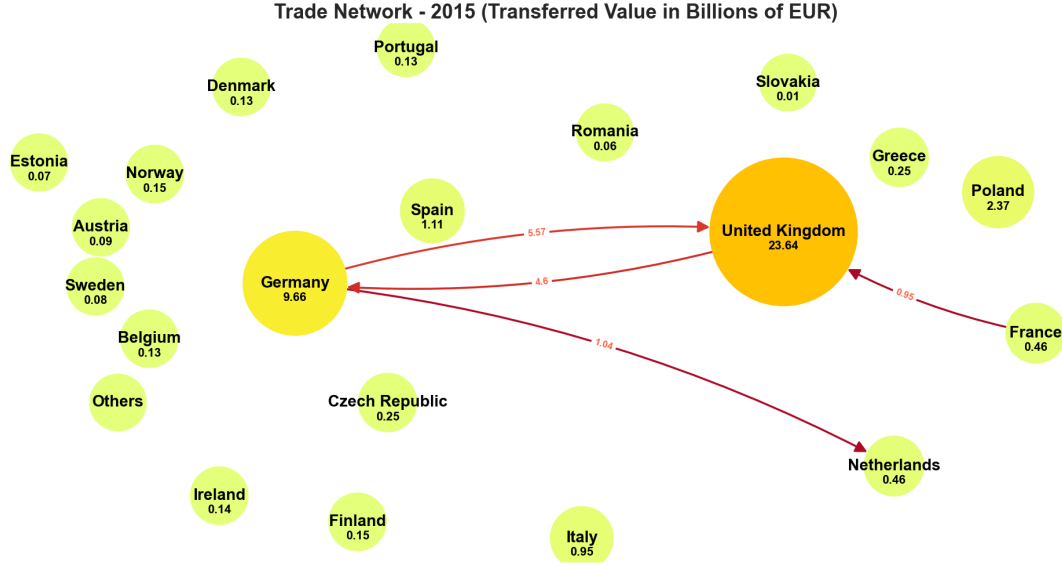 Trade Network - 2015 (Transferred Value in Billions of EUR)
Portugal
0.13
Denmark
0.13
Slovakia
0.01
Romania
0.06
Estonia
0.07
Norway
0.15
Greece
0.25
Poland
2.37
Austria
0.09
Spain
1.11
5.57
United Kingdom
23.64
Germany
9.66
4.6
Sweden
0.08
0.95
Belgium
0.13
1.04
France
0.46
Others
Czech Republic
0.25
Netherlands
0.46
Ireland
0.14
Finland
0.15
Italy
0.95